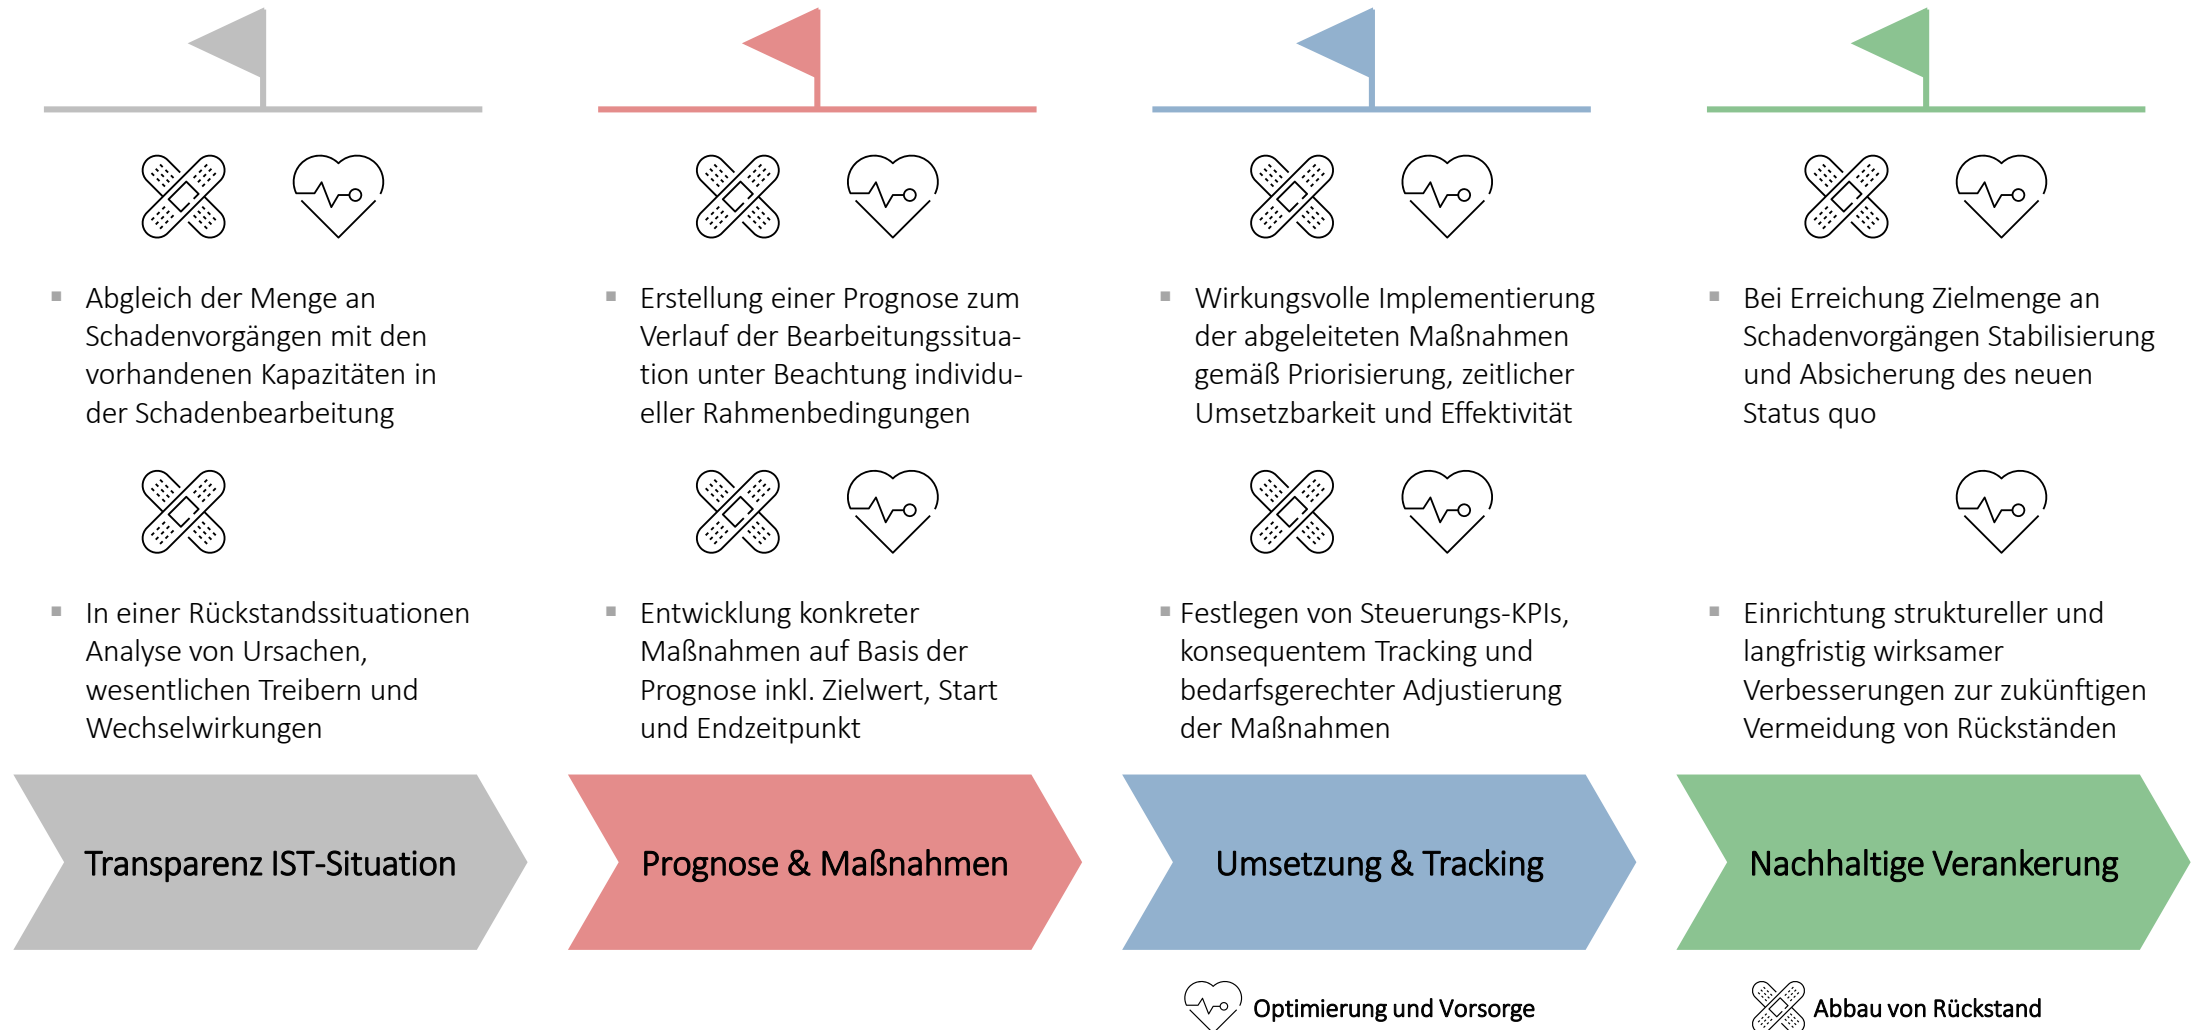 Abgleich der Menge an
Schadenvorgängen mit den
vorhandenen Kapazitäten in
der Schadenbearbeitung
In einer Rückstandssituationen
Analyse von Ursachen,
wesentlichen Treibern und
Wechselwirkungen
Transparenz IST-Situation
Erstellung einer Prognose zum
Verlauf der Bearbeitungssitua-
tion unter Beachtung individu-
eller Rahmenbedingungen
Entwicklung konkreter
Maßnahmen auf Basis der
Prognose inkl. Zielwert, Start
und Endzeitpunkt
Prognose & Maßnahmen
Wirkungsvolle Implementierung
der abgeleiteten Maßnahmen
gemäß Priorisierung, zeitlicher
Umsetzbarkeit und Effektivität
Festlegen von Steuerungs-KPIs,
konsequentem Tracking und
bedarfsgerechter Adjustierung
der Maßnahmen
Umsetzung & Tracking
Bei Erreichung Zielmenge an
Schadenvorgängen Stabilisierung
und Absicherung des neuen
Status quo
Einrichtung struktureller und
langfristig wirksamer
Verbesserungen zur zukünftigen
Vermeidung von Rückständen
Nachhaltige Verankerung
Optimierung und Vorsorge
Abbau von Rückstand